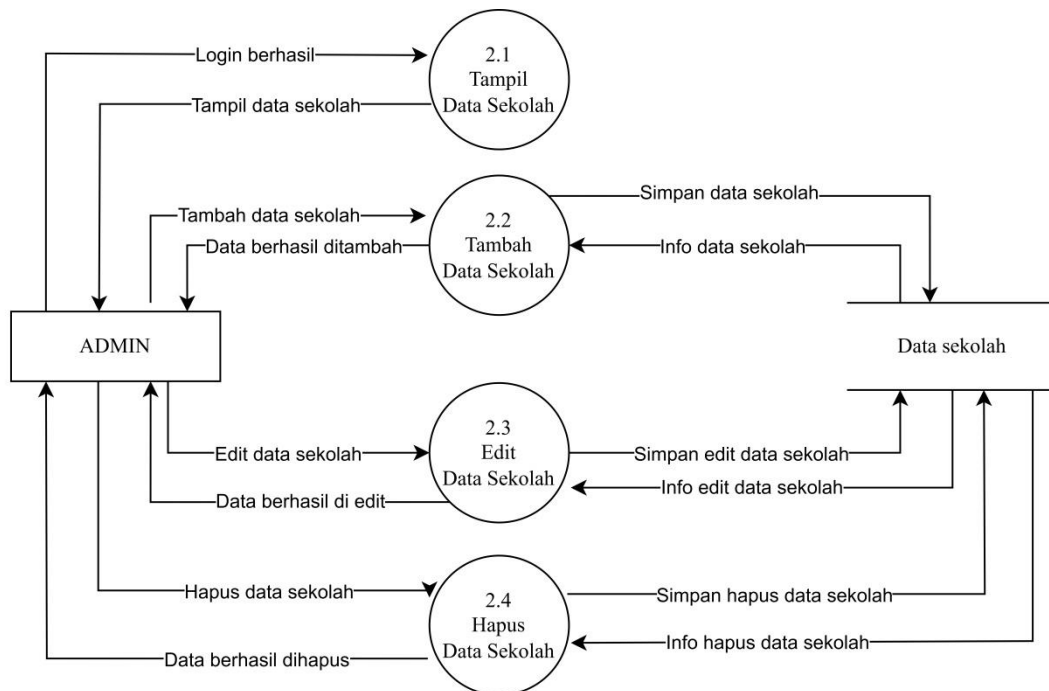 Login berhasil
2.1
Tampil
Data Sekolah
Tampil data sekolah
Tambah data sekolah
Data berhasil ditambah
2.2
Tambah
Data Sekolah
Simpan data sekolah
Info data sekolah
ADMIN
Data sekolah
Edit data sekolah
Data berhasil di edit
2.3
Edit
Data Sekolah
Simpan edit data sekolah
Info edit data sekolah
Hapus data sekolah
Data berhasil dihapus
2.4
Hapus
Data Sekolah
Simpan hapus data sekolah
Info hapus data sekolah